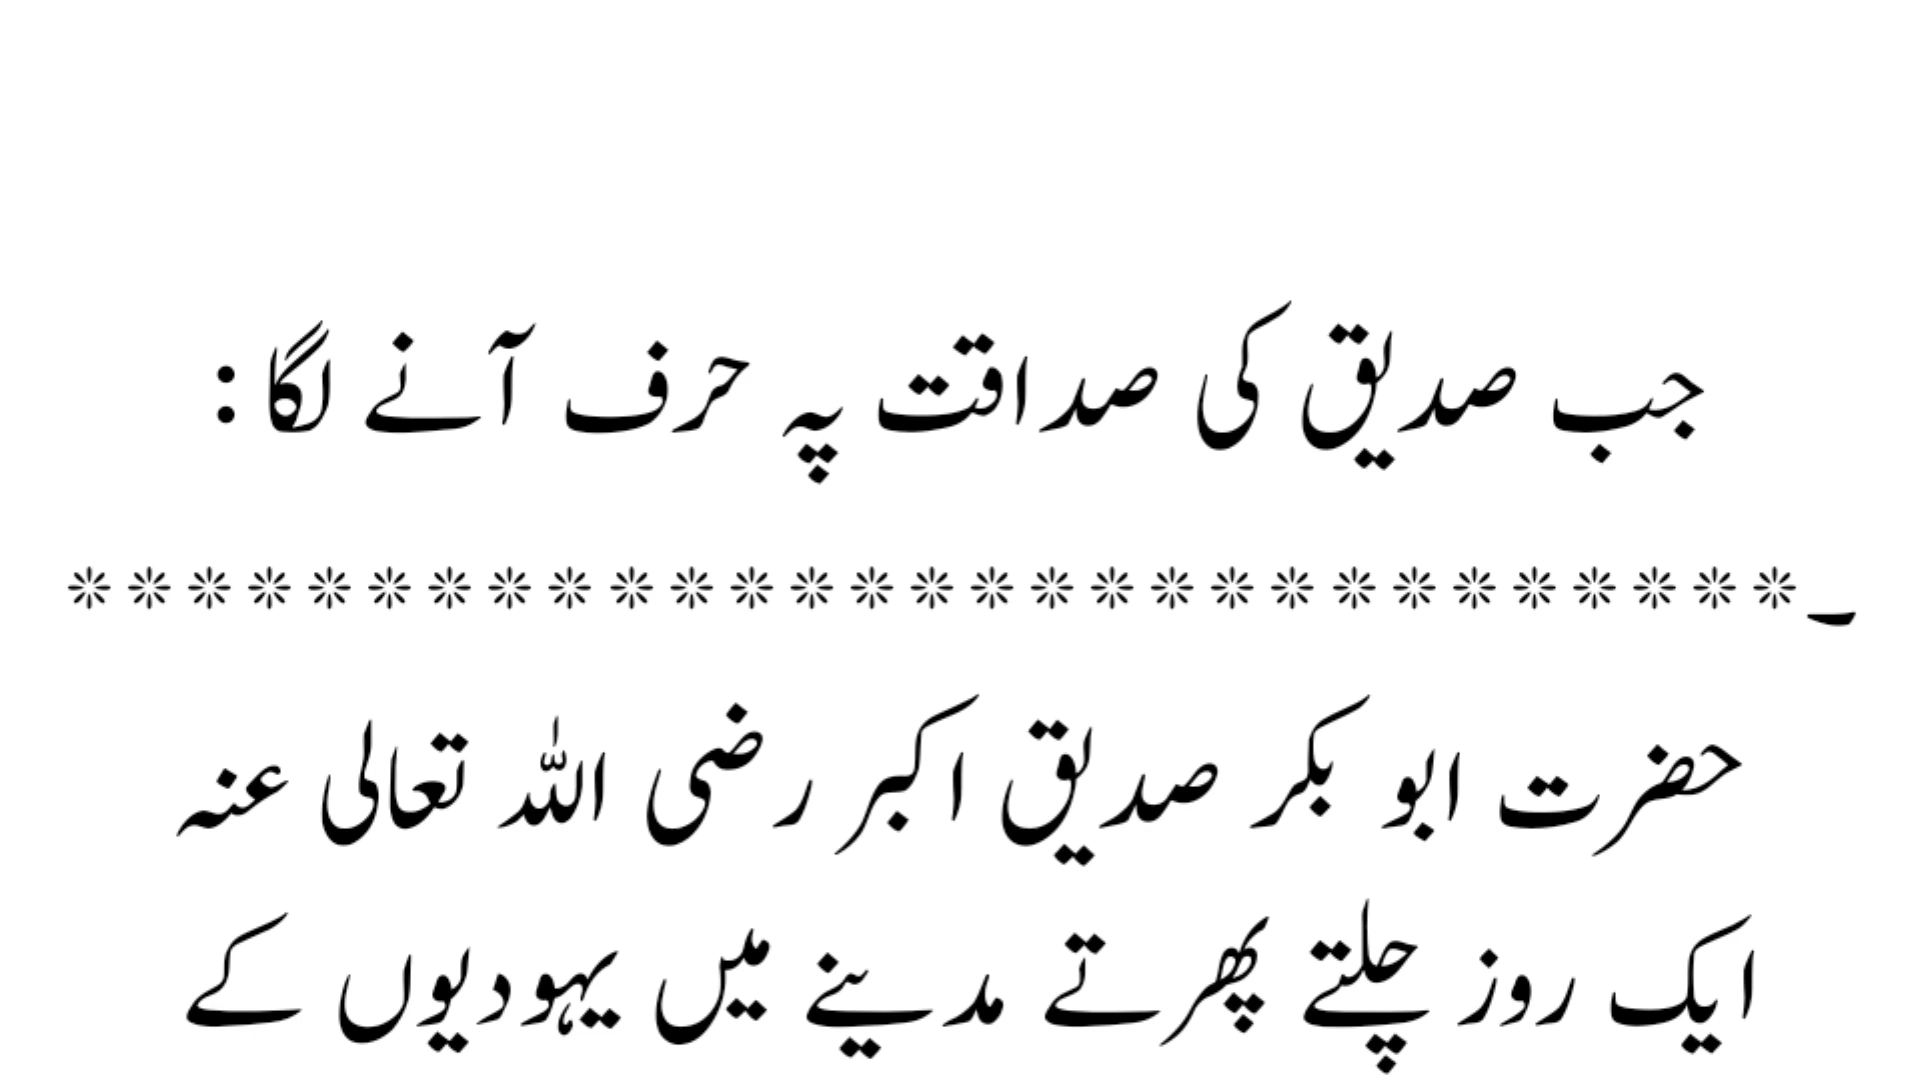 جب صدیق کی صداقت پہ حرف آنے لگا:
۔❊❊❊❊❊❊❊❊❊❊❊❊❊❊❊❊❊❊❊❊❊❊❊❊❊❊❊❊❊
حضرت ابو بکر صدیق اکبر رضی اللہ تعالی عنہ
ایک روز چلتے پھرتے مدینے میں یہودیوں کے